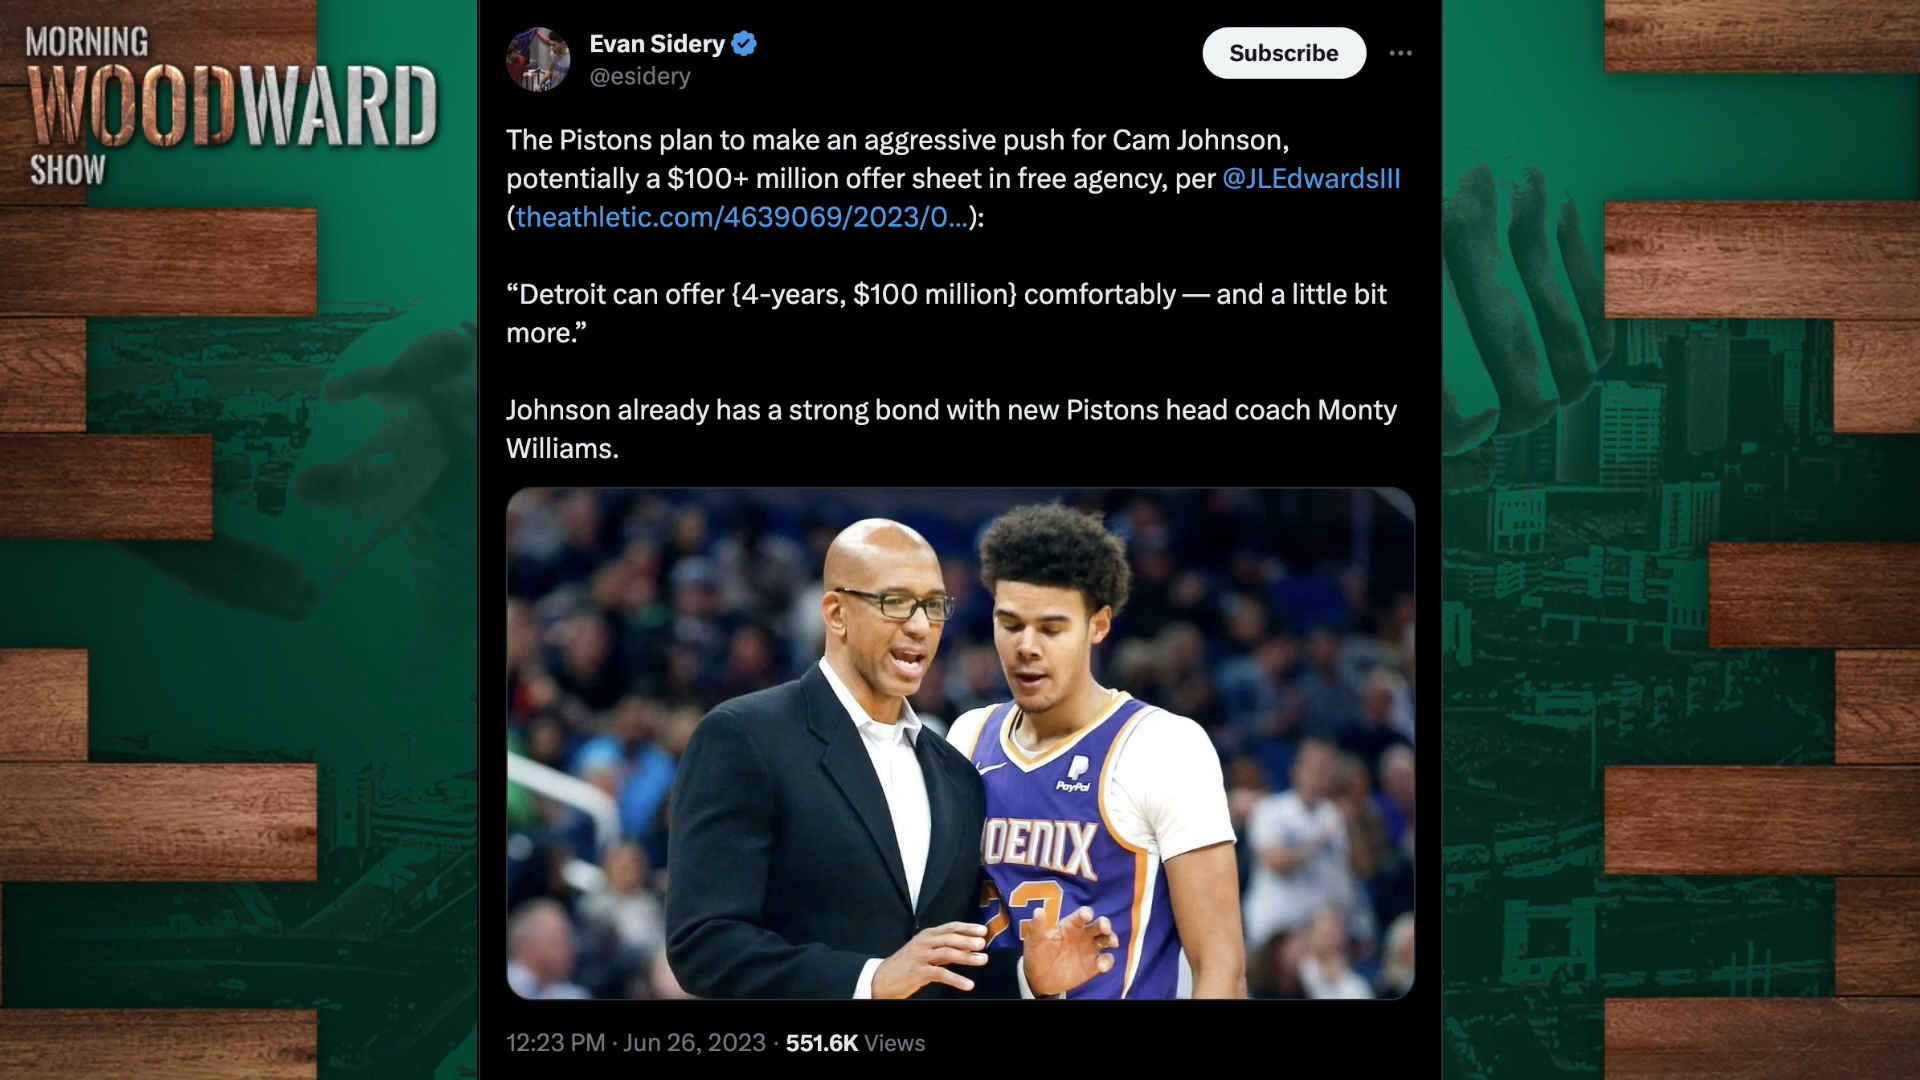 MORNING
WOODWARD
SHOW
Evan Sidery
@esidery
Subscribe
The Pistons plan to make an aggressive push for Cam Johnson,
potentially a $100+ million offer sheet in free agency, per @JLEdwardsIII
(theathletic.com/4639069/2023/0...):
“Detroit can offer {4-years, $100 million} comfortably — and a little bit
more.”
Johnson already has a strong bond with new Pistons head coach Monty
Williams.
PayPal
OENIX
23
12:23 PM · Jun 26, 2023 · 551.6K Views